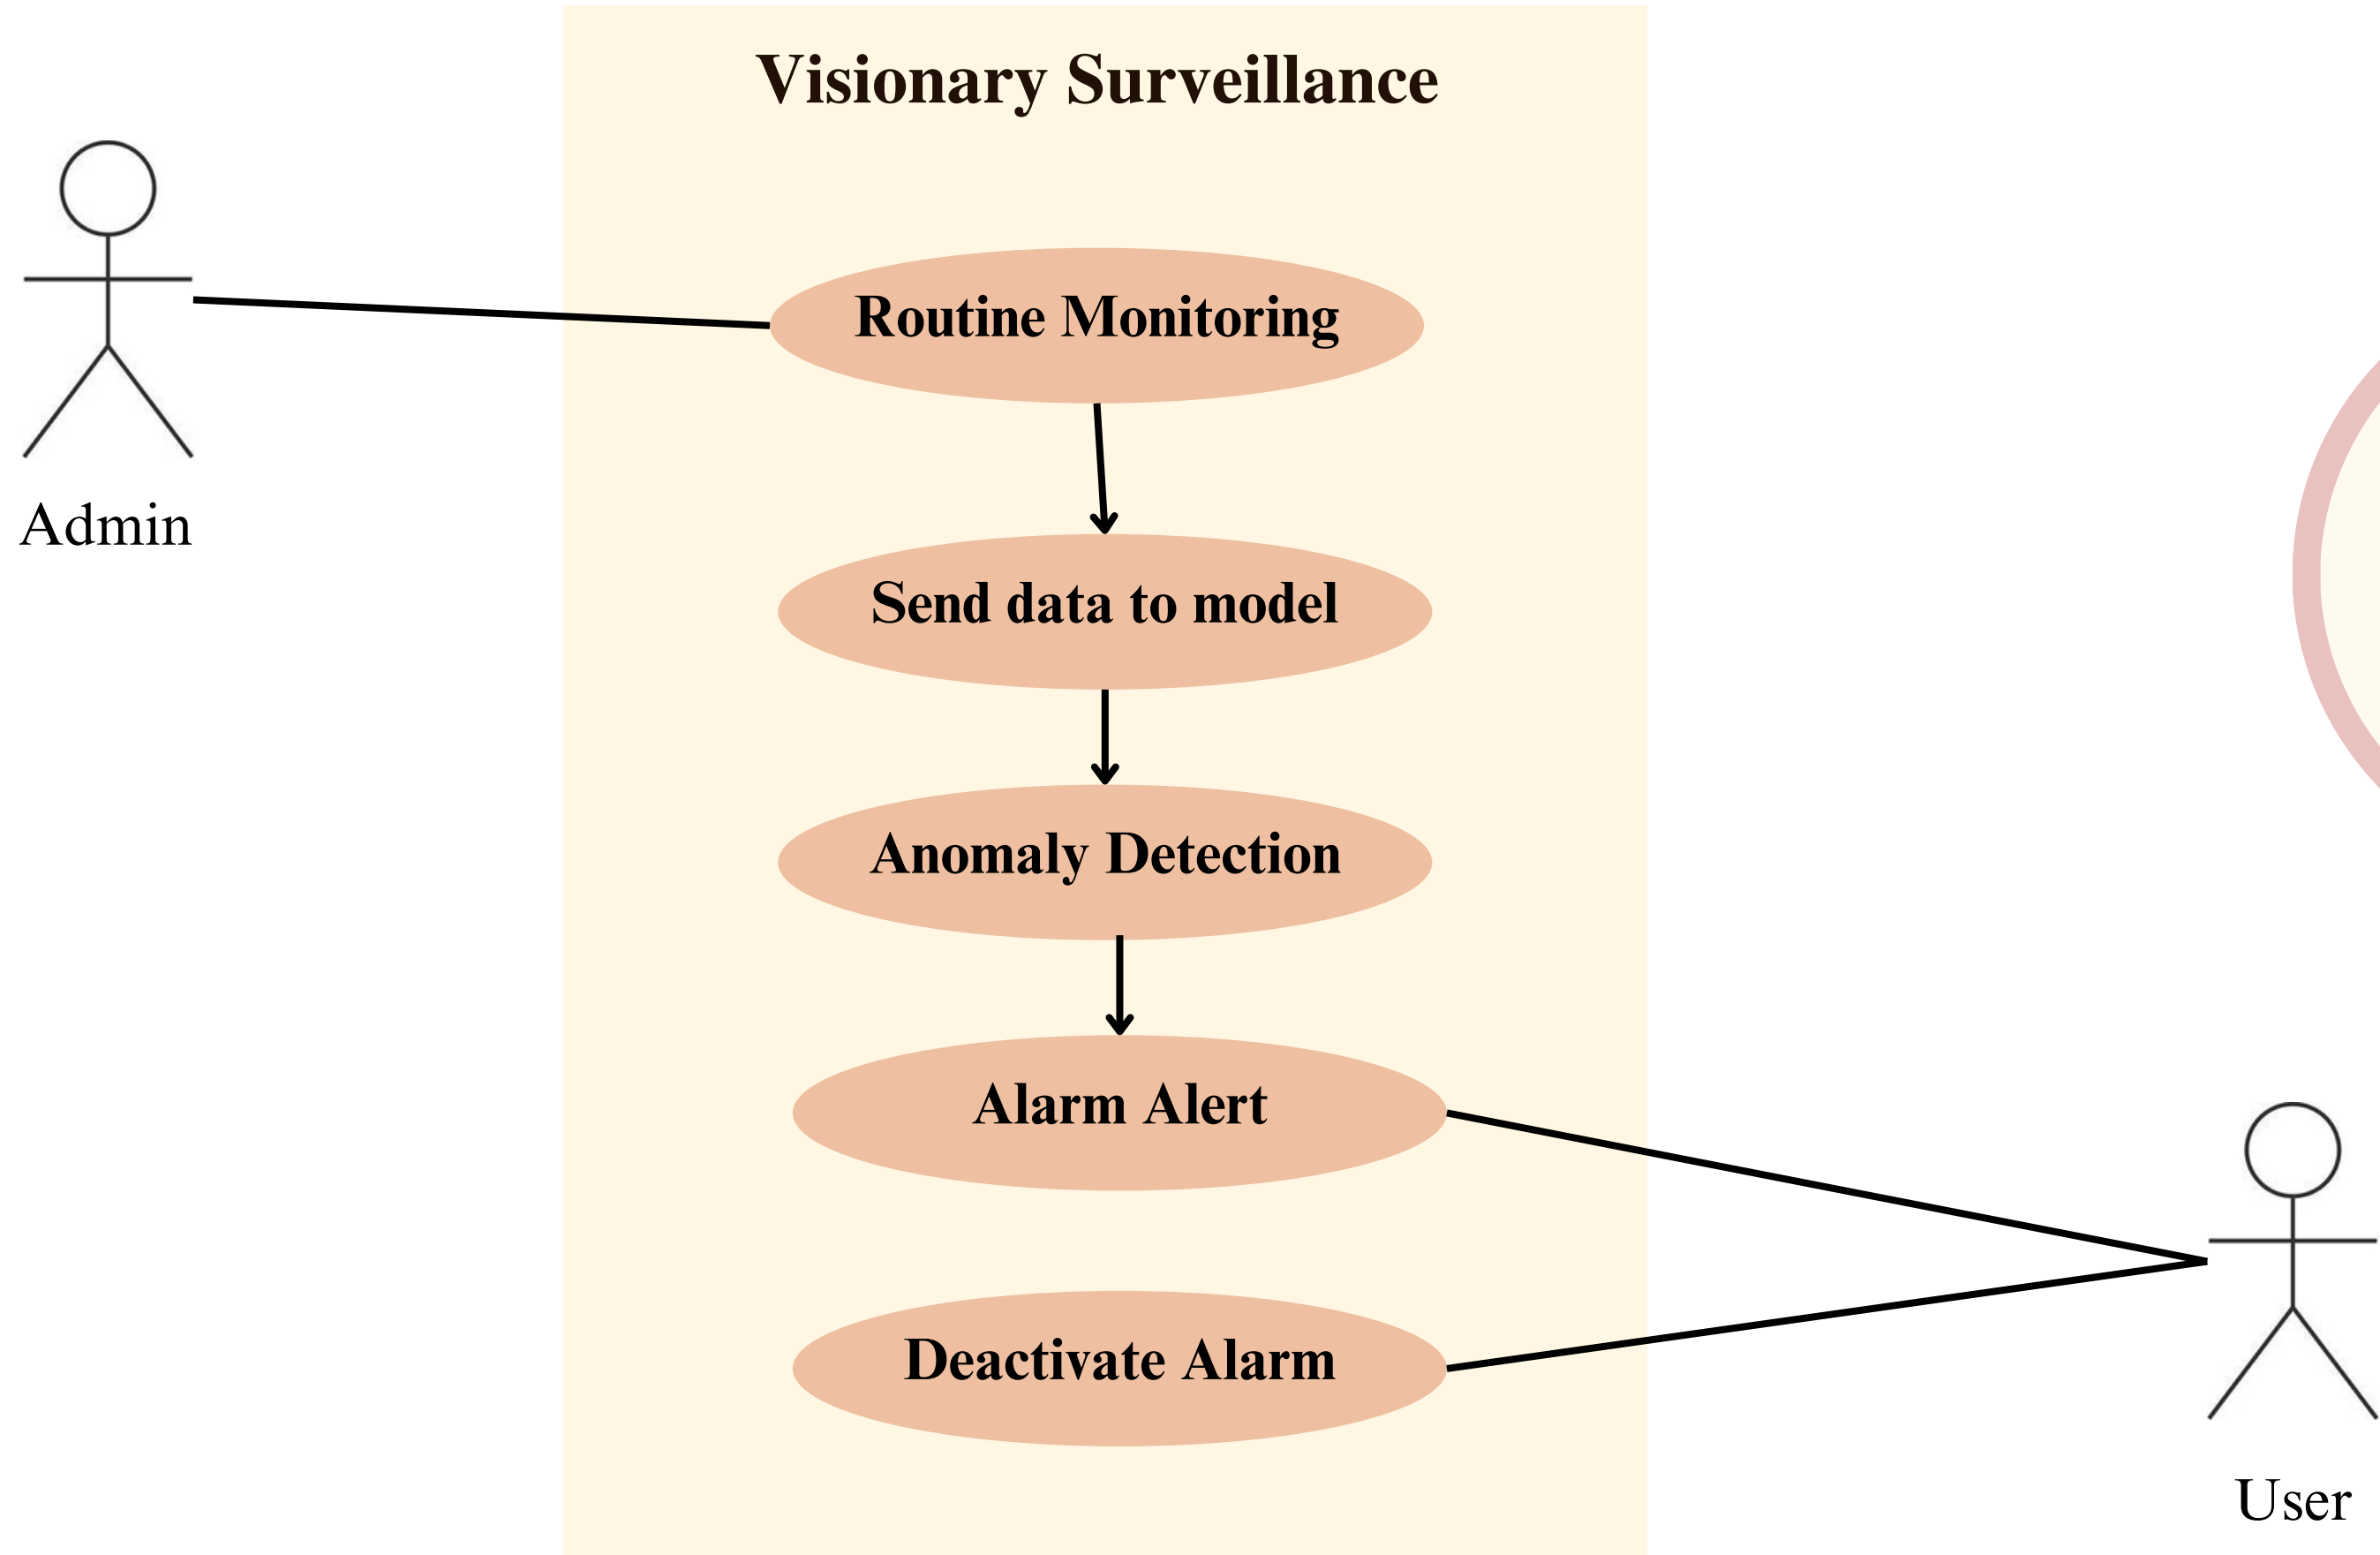 Visionary Surveillance
Routine Monitoring
Admin
Send data to model
Anomaly Detection
Alarm Alert
Deactivate Alarm
User